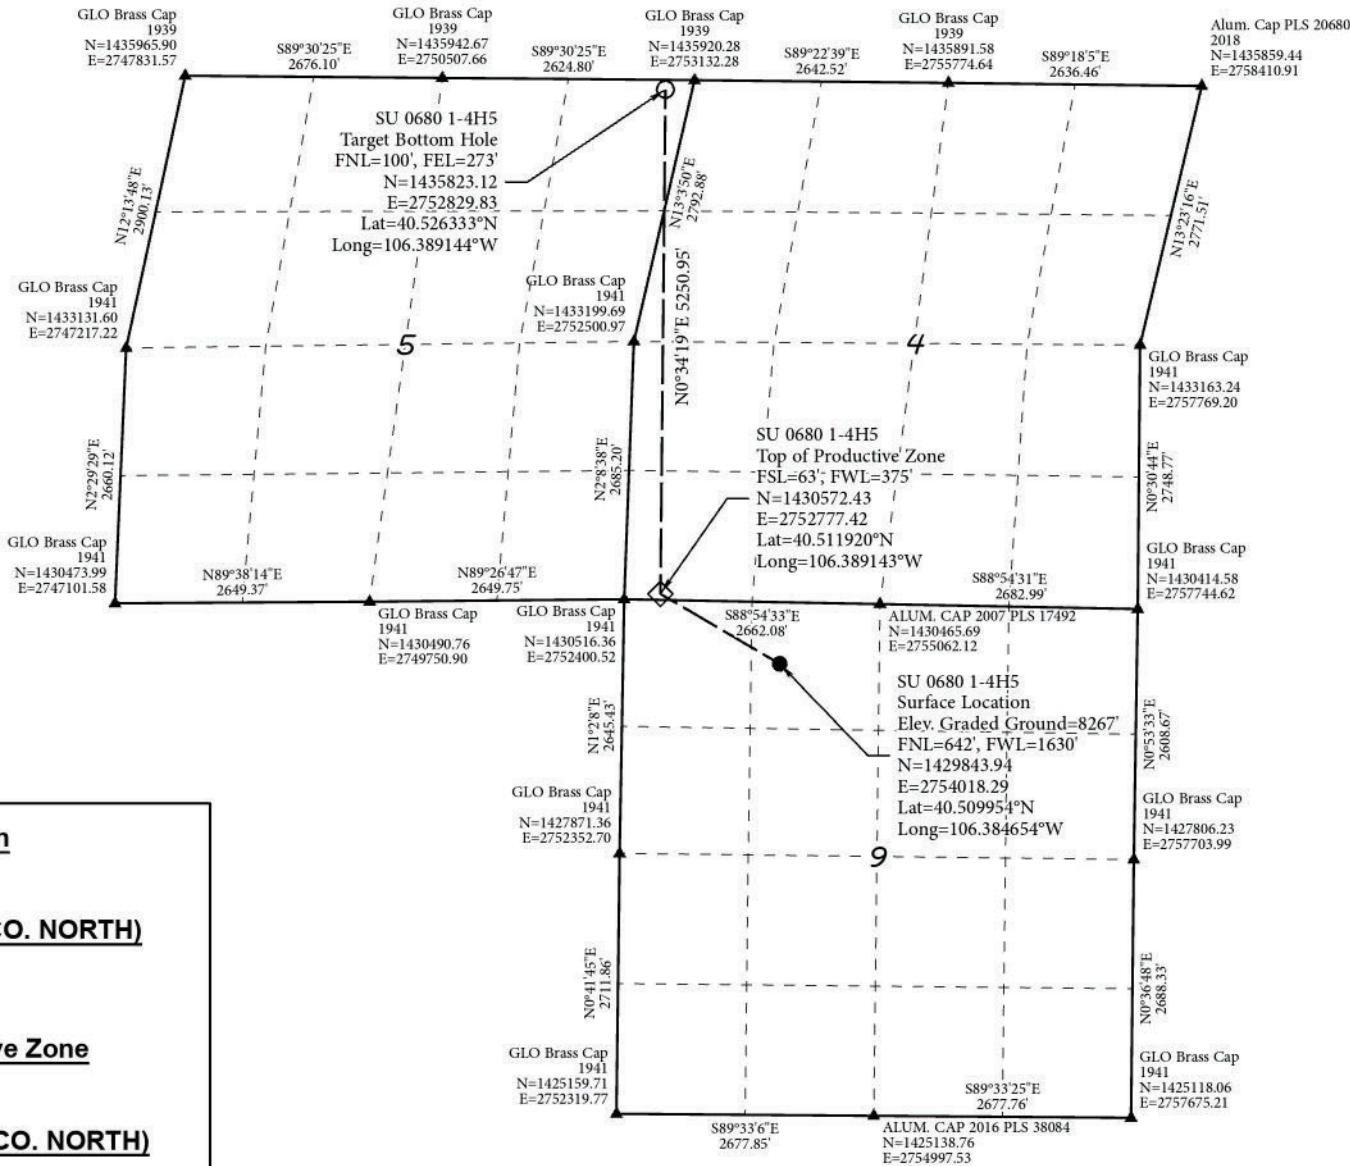 GLO Brass Cap
1939
N=1435965.90
E=2747831.57
S89°30'25"E
2676.10'
GLO Brass Cap
1939
N=1435942.67
E=2750507.66
S89°30'25"E
2624.80'
GLO Brass Cap
1939
N=1435920.28
E=2753132.28
S89°22'39"E
2642.52'
GLO Brass Cap
1939
N=1435891.58
E=2755774.64
S89°18'5"E
2636.46'
Alum. Cap PLS 20680
2018
N=1435859.44
E=2758410.91
SU 0680 1-4H5
Target Bottom Hole
FNL=100', FEL=273'
N=1435823.12
E=2752829.83
Lat=40.526333°N
Long=106.389144°W
N12°13'48"E
2900.13'
N13°3'50"E
2792.88'
N13°23'16"E
2771.51'
N0°34'19"E 5250.95'
GLO Brass Cap
1941
N=1433131.60
E=2747217.22
GLO Brass Cap
1941
N=1433199.69
E=2752500.97
5
4
GLO Brass Cap
1941
N=1433163.24
E=2757769.20
SU 0680 1-4H5
Top of Productive Zone
FSL=63', FWL=375'
N=1430572.43
E=2752777.42
Lat=40.511920°N
Long=106.389143°W
N2°29'29"E
2660.12'
N2°8'38"E
2685.20'
N0°30'44"E
2748.77'
GLO Brass Cap
1941
N=1430473.99
E=2747101.58
N89°38'14"E
2649.37'
GLO Brass Cap
1941
N=1430490.76
E=2749750.90
N89°26'47"E
2649.75'
GLO Brass Cap
1941
N=1430516.36
E=2752400.52
S88°54'33"E
2662.08'
ALUM. CAP 2007 PLS 17492
N=1430465.69
E=2755062.12
S88°54'31"E
2682.99'
GLO Brass Cap
1941
N=1430414.58
E=2757744.62
SU 0680 1-4H5
Surface Location
Elev. Graded Ground=8267'
FNL=642', FWL=1630'
N=1429843.94
E=2754018.29
Lat=40.509954°N
Long=106.384654°W
N1°2'8"E
2645.43'
N0°53'33"E
2608.67'
GLO Brass Cap
1941
N=1427871.36
E=2752352.70
9
GLO Brass Cap
1941
N=1427806.23
E=2757703.99
N0°41'45"E
2711.86'
N0°36'48"E
2688.33'
GLO Brass Cap
1941
N=1425159.71
E=2752319.77
S89°33'6"E
2677.85'
ALUM. CAP 2016 PLS 38084
N=1425138.76
E=2754997.53
S89°33'25"E
2677.76'
GLO Brass Cap
1941
N=1425118.06
E=2757675.21
CO. NORTH)
ve Zone
CO. NORTH)